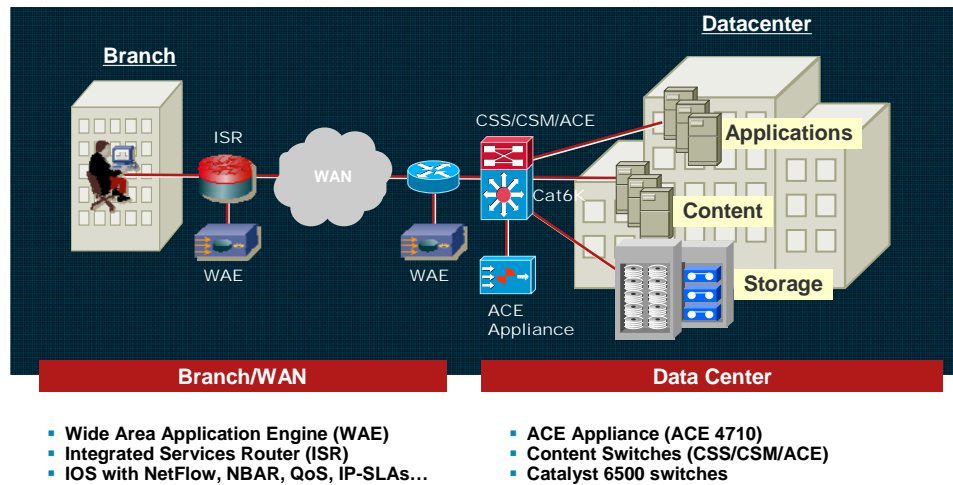 Branch
Datacenter
ISR
WAN
CSS/CSM/ACE
Cat6K
Applications
Content
Storage
WAE
WAE
ACE
Appliance
Branch/WAN
Data Center
Wide Area Application Engine (WAE)
Integrated Services Router (ISR)
IOS with NetFlow, NBAR, QoS, IP-SLAs…
ACE Appliance (ACE 4710)
Content Switches (CSS/CSM/ACE)
Catalyst 6500 switches